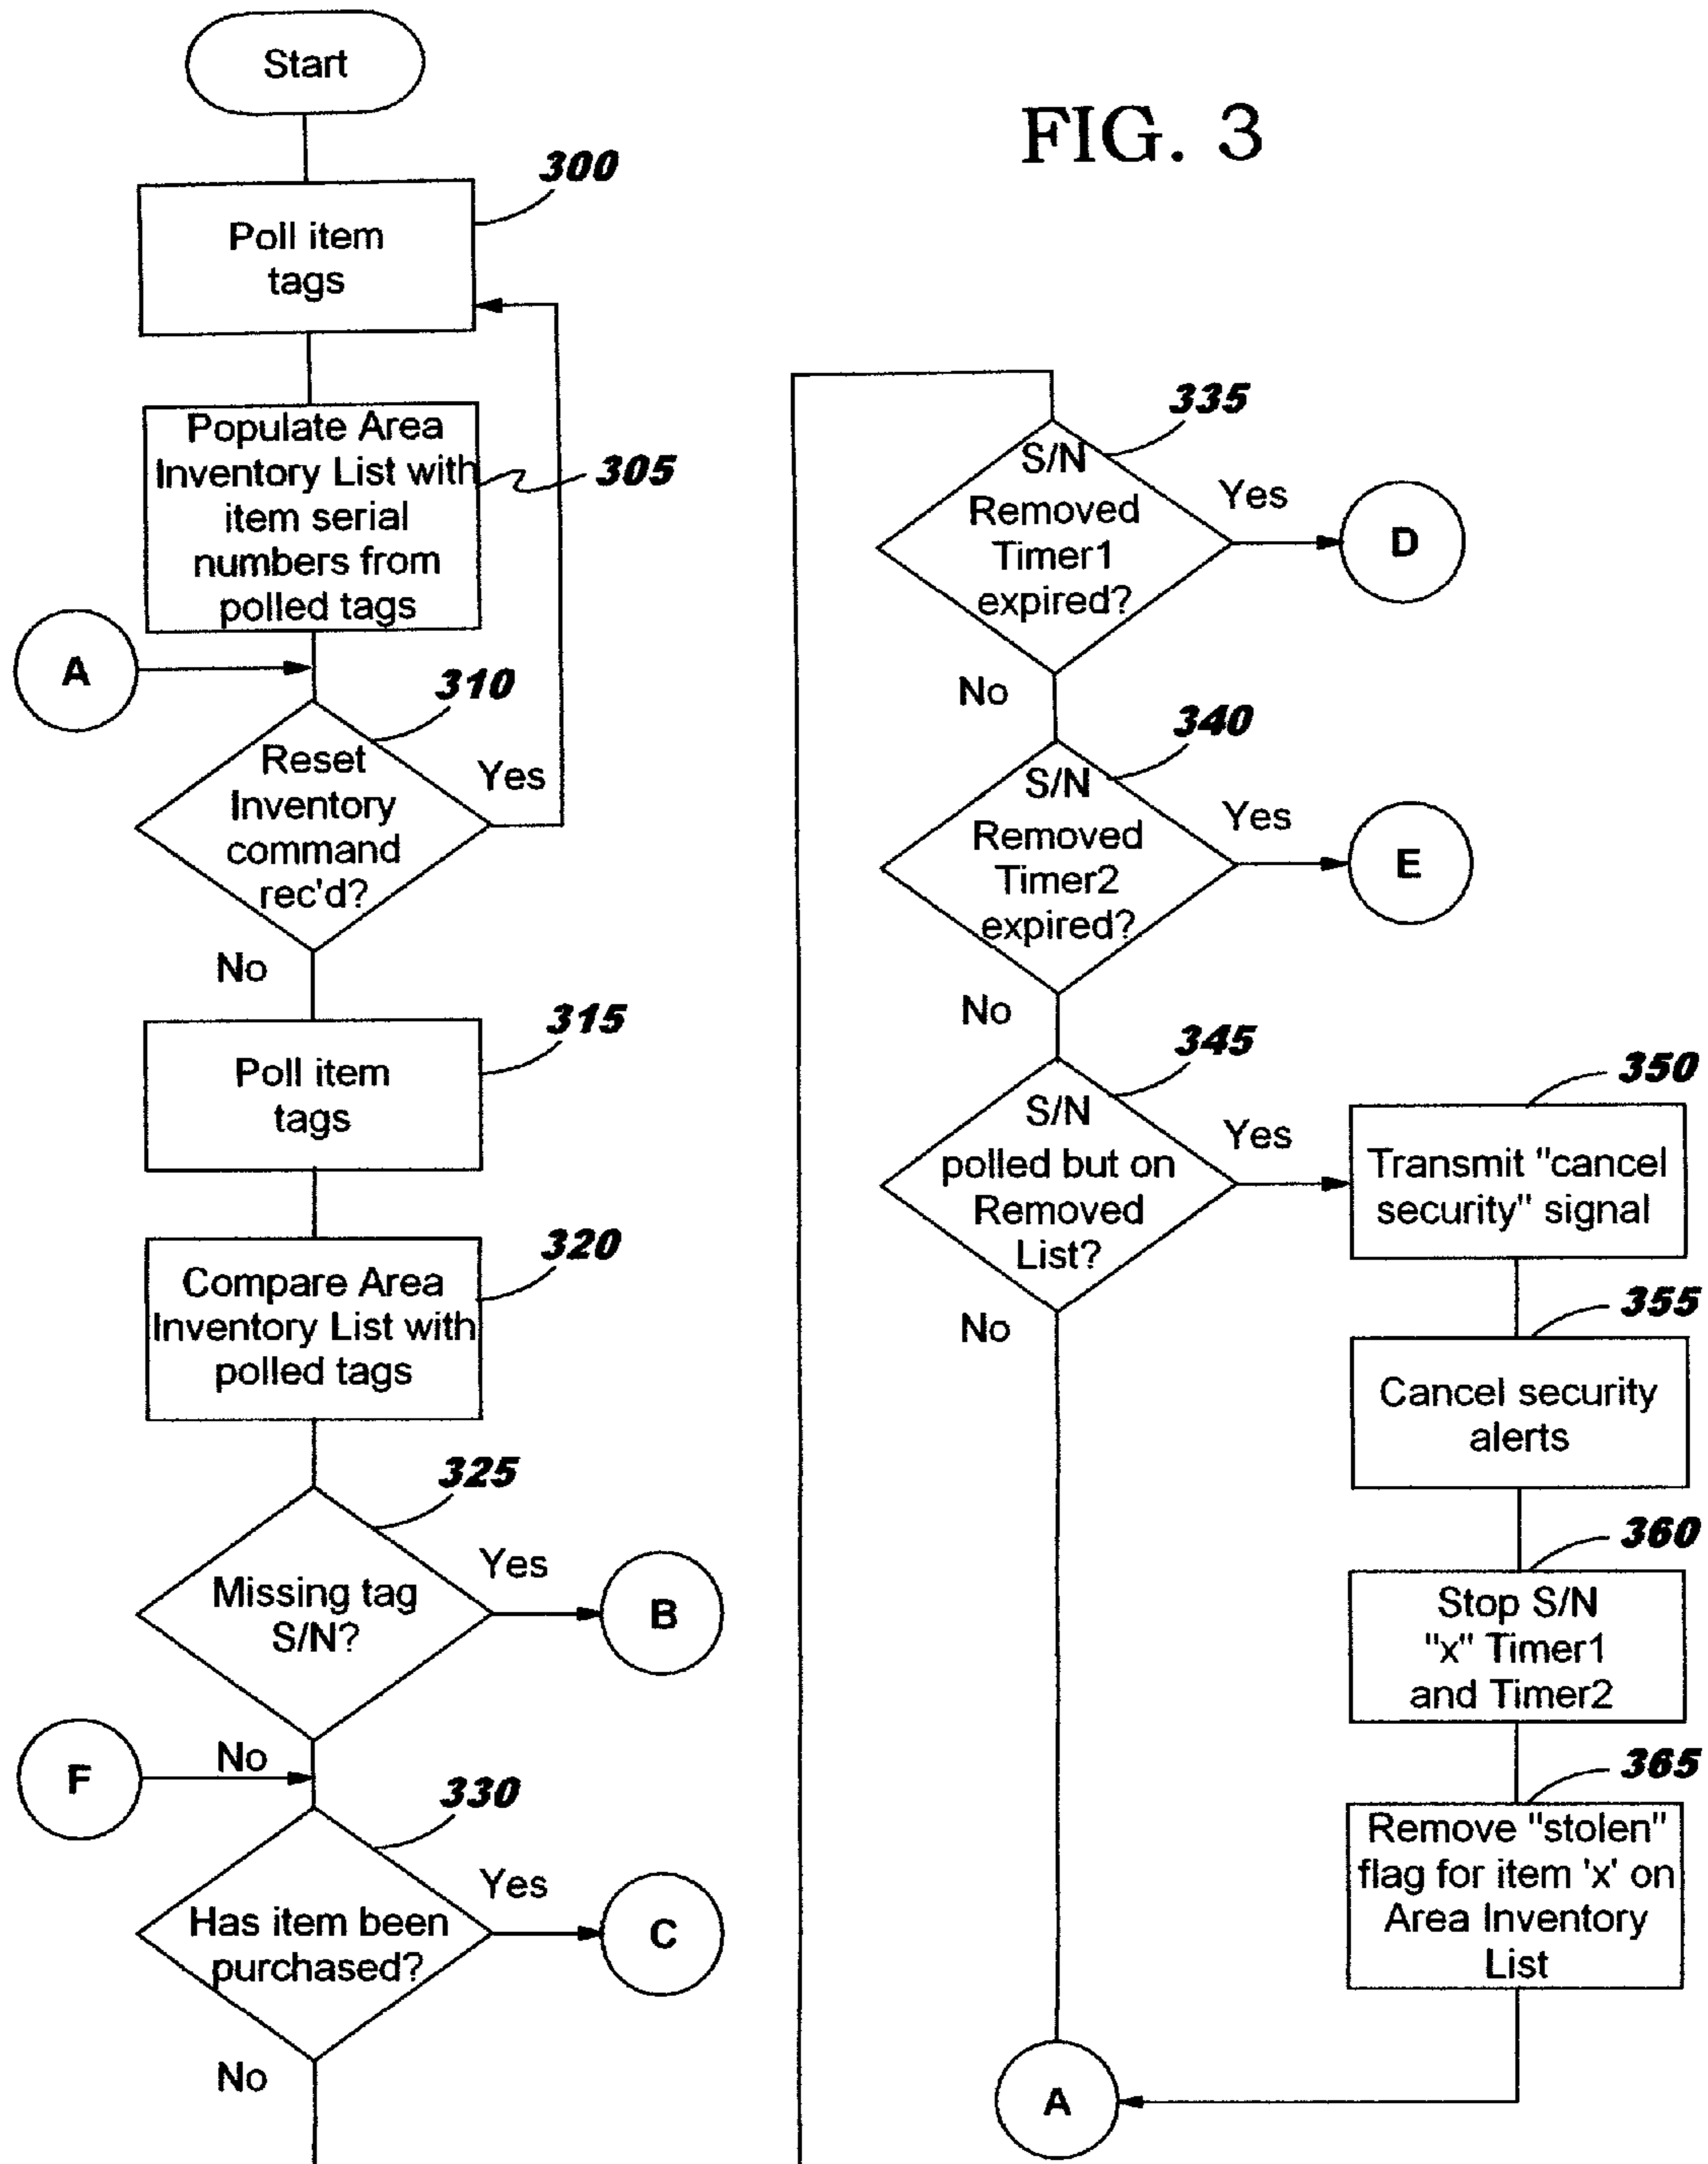 FIG. 3
Start
300
Poll item
tags
305
Populate Area
Inventory List with
item serial
numbers from
polled tags
A
310
Reset
Inventory
command
rec'd?
Yes
No
315
Poll item
tags
320
Compare Area
Inventory List with
polled tags
325
Missing tag
S/N?
Yes
B
No
F
330
Has item been
purchased?
Yes
C
No
335
S/N
Removed
Timer1
expired?
Yes
D
No
340
S/N
Removed
Timer2
expired?
Yes
E
No
345
S/N
polled but on
Removed
List?
Yes
No
350
Transmit "cancel
security" signal
355
Cancel security
alerts
360
Stop S/N
"x" Timer1
and Timer2
365
Remove "stolen"
flag for item 'x' on
Area Inventory
List
A